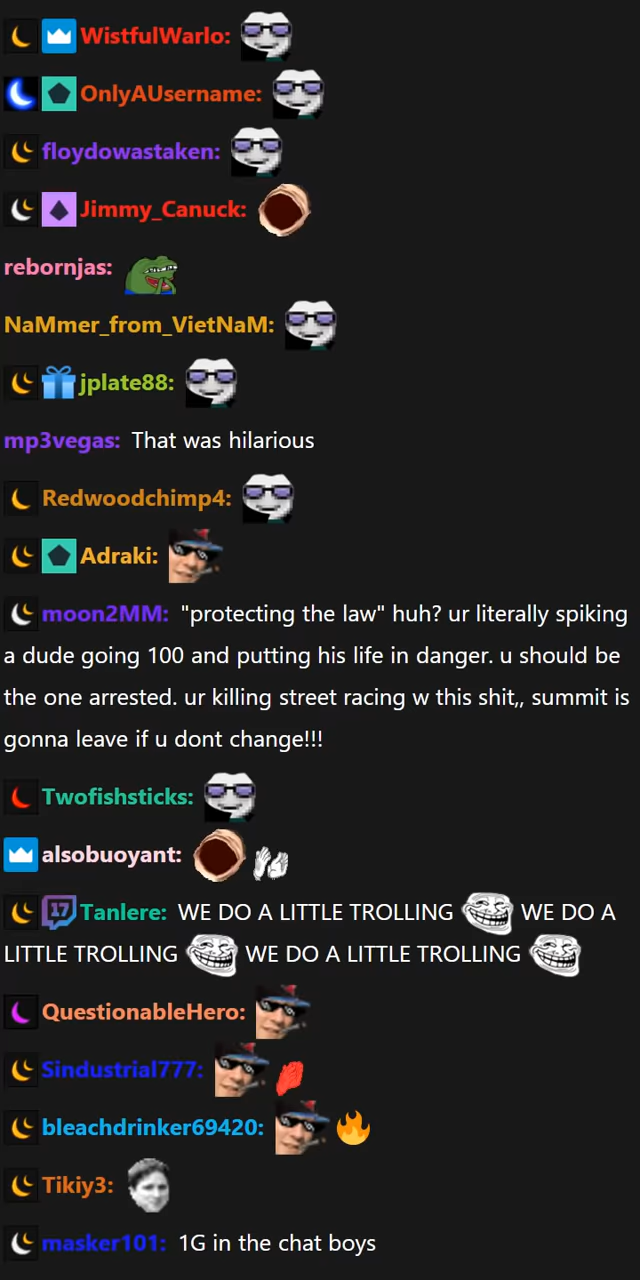 WistfulWarlo:
OnlyAUsername:
floydowastaken:
Jimmy_Canuck:
rebornjas:
NaMmer_from_VietNaM:
jplate88:
mp3vegas: That was hilarious
Redwoodchimp4:
Adraki:
moon2MM: "protecting the law" huh? ur literally spiking
a dude going 100 and putting his life in danger. u should be
the one arrested. ur killing street racing w this shit,, summit is
gonna leave if u dont change!!!
Twofishsticks:
alsobuoyant:
17 Tanlere: WE DO A LITTLE TROLLING WE DO A
LITTLE TROLLING WE DO A LITTLE TROLLING
QuestionableHero:
Sindustrial777:
bleachdrinker69420:
Tikiy3:
masker101: 1G in the chat boys